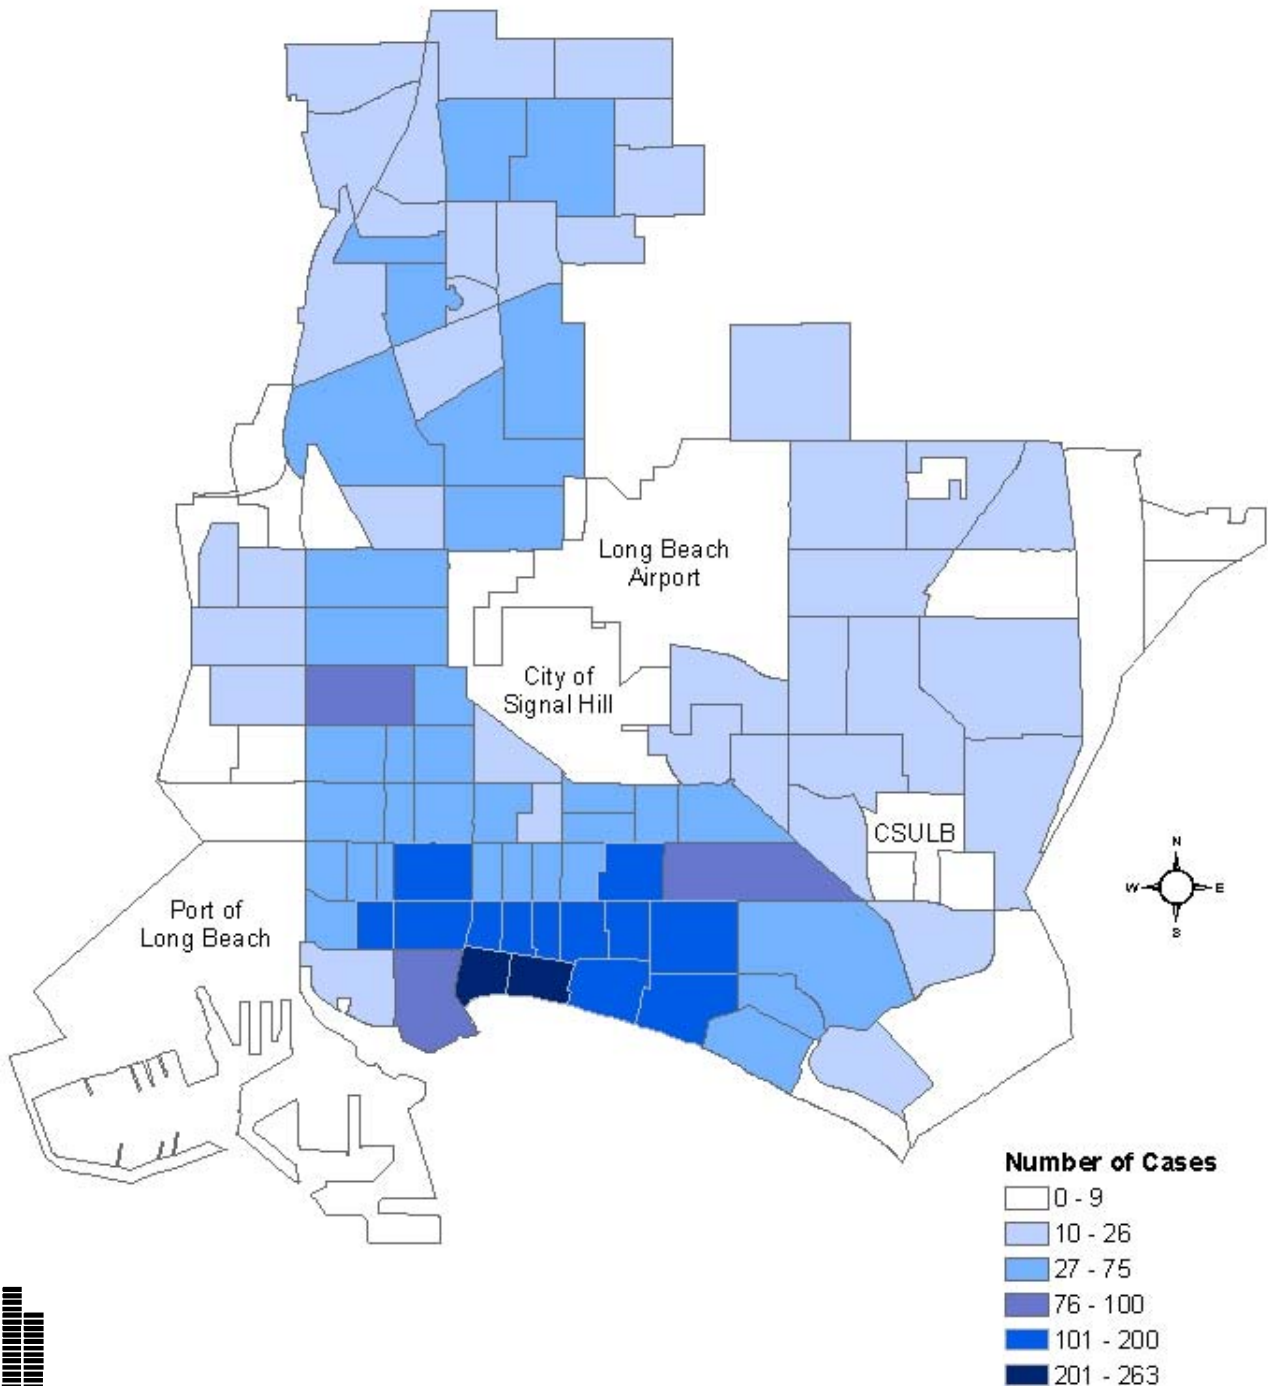 Long Beach
Airport
City of
Signal Hill
CSULB
Port of
Long Beach
N
W
E
S
Number of Cases
0 - 9
10 - 26
27 - 75
76 - 100
101 - 200
201 - 263